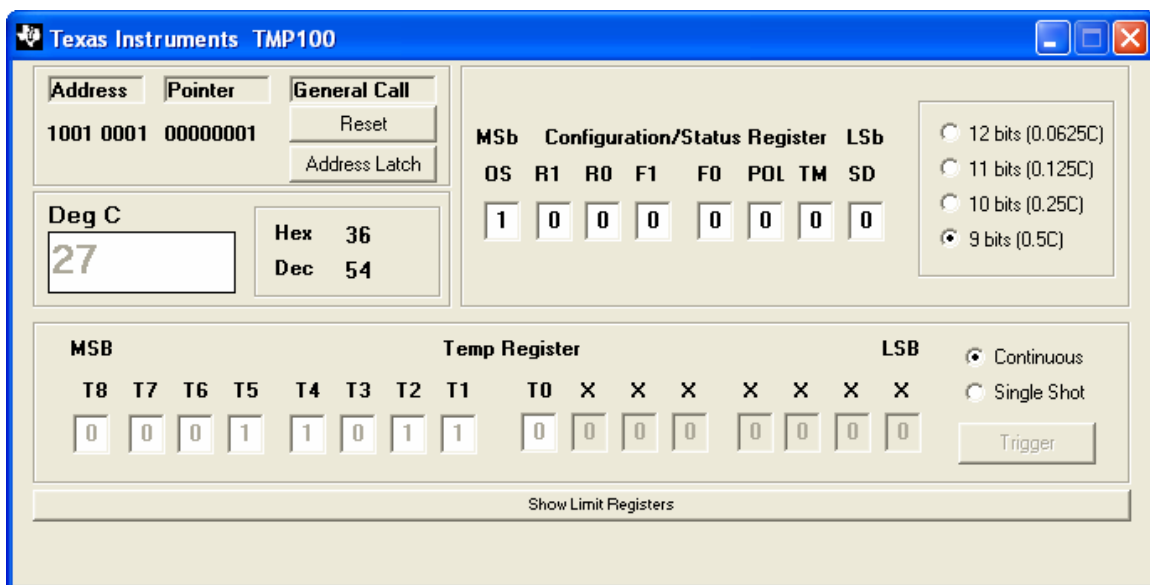 Texas Instruments TMP100
Address Pointer General Call
1001 0001 00000001 Reset
Address Latch
Deg C
27
Hex 36
Dec 54
MSb Configuration/Status Register LSb
OS R1 R0 F1 F0 POL TM SD
1 0 0 0 0 0 0 0
12 bits (0.0625C)
11 bits (0.125C)
10 bits (0.25C)
9 bits (0.5C)
MSB Temp Register LSB
T8 T7 T6 T5 T4 T3 T2 T1 T0 X X X X X X X
0 0 0 1 1 0 1 1 0 0 0 0 0 0 0 0
Continuous
Single Shot
Trigger
Show Limit Registers